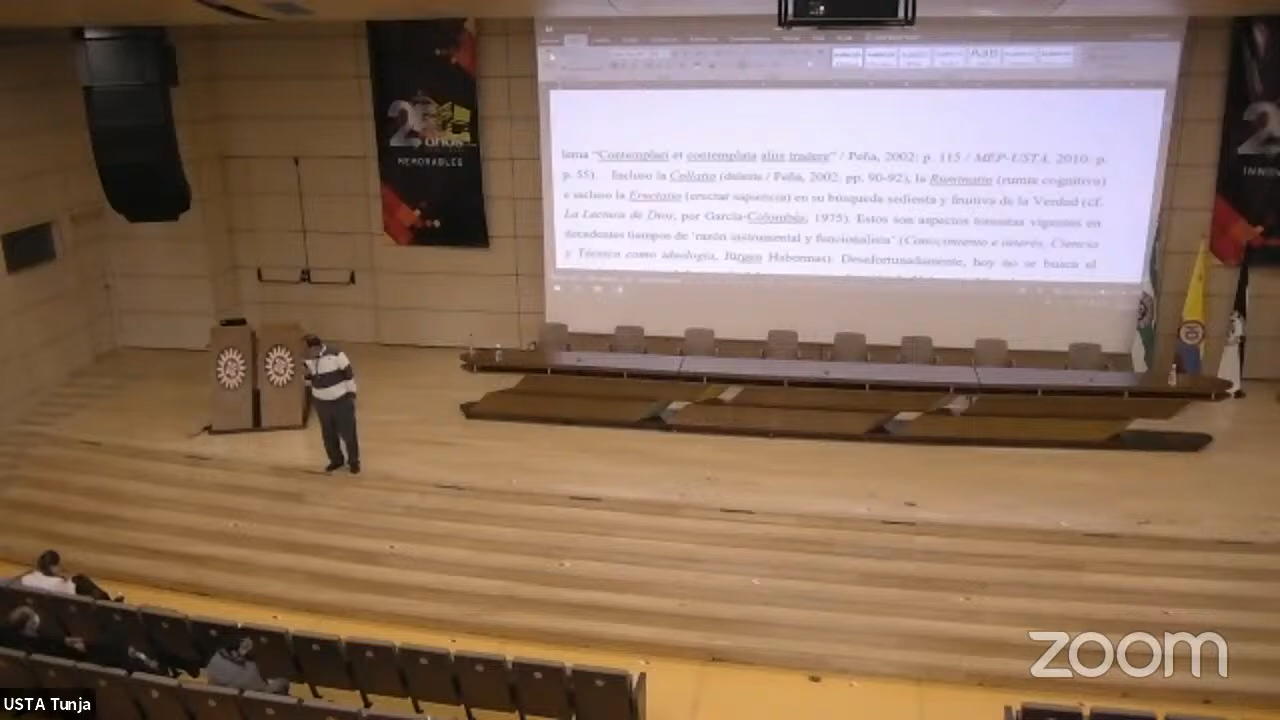 lema “Contemplari et contemplata aliis tradere” / Peña, 2002: p. 115 / MEP-USTA, 2010: p.
p. 55). Incluso la Collatio (deleite / Peña, 2002: pp. 90-92), la Ruminatio (rumia cognitiva)
e incluso la Eructatio (eructar sapiencia) en su búsqueda sedienta y fruitiva de la Verdad (cf.
La Lectura de Dios, por García-Colombás, 1975). Estos son aspectos tomistas vigentes en
decadentes tiempos de ‘razón instrumental y funcionalista’ (Conocimiento e interés, Ciencia
y Técnica como ideología, Jürgen Habermas). Desafortunadamente, hoy no se busca el
años
MEMORABLES
INNOV
zoom
USTA Tunja